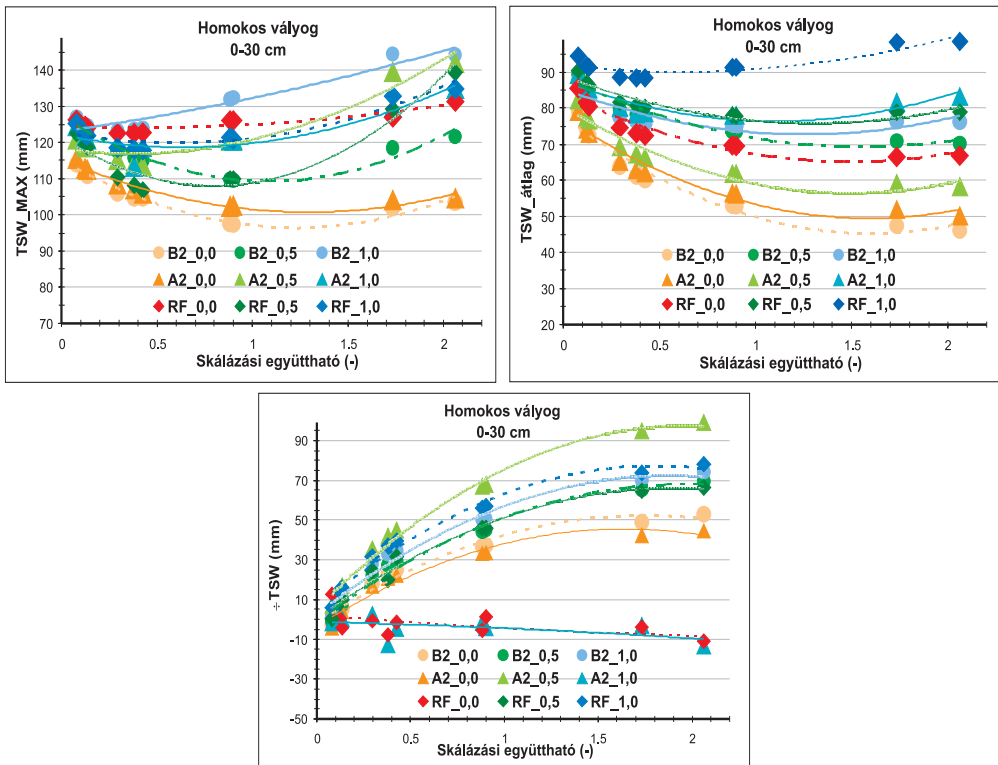 Homokos vályog
0-30 cm
TSW_MAX (mm)
140
130
120
110
100
90
80
70
0
0.5
1
1.5
2
B2_0,0
B2_0,5
B2_1,0
A2_0,0
A2_0,5
A2_1,0
RF_0,0
RF_0,5
RF_1,0
Skálázási együttható (-)
Homokos vályog
0-30 cm
TSW_átlag (mm)
90
80
70
60
50
40
30
20
0
0.5
1
1.5
2
B2_0,0
B2_0,5
B2_1,0
A2_0,0
A2_0,5
A2_1,0
RF_0,0
RF_0,5
RF_1,0
Skálázási együttható (-)
Homokos vályog
0-30 cm
÷ TSW (mm)
90
70
50
30
10
-10
-30
-50
0
0.5
1
1.5
2
B2_0,0
B2_0,5
B2_1,0
A2_0,0
A2_0,5
A2_1,0
RF_0,0
RF_0,5
RF_1,0
Skálázási együttható (-)